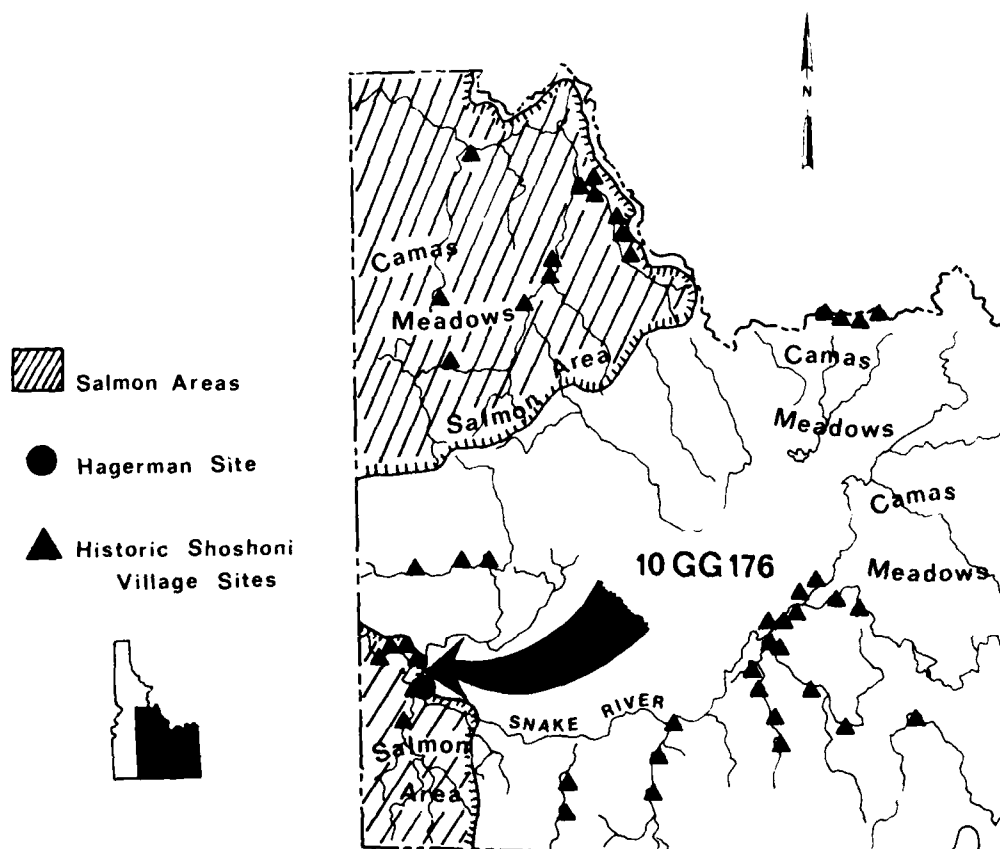 N
Camas
Meadows
Salmon Area
Camas
Meadows
Camas
Meadows
Salmon Areas
Hagerman Site
Historic Shoshoni
Village Sites
10 GG 176
SNAKE RIVER
Salmon
Area